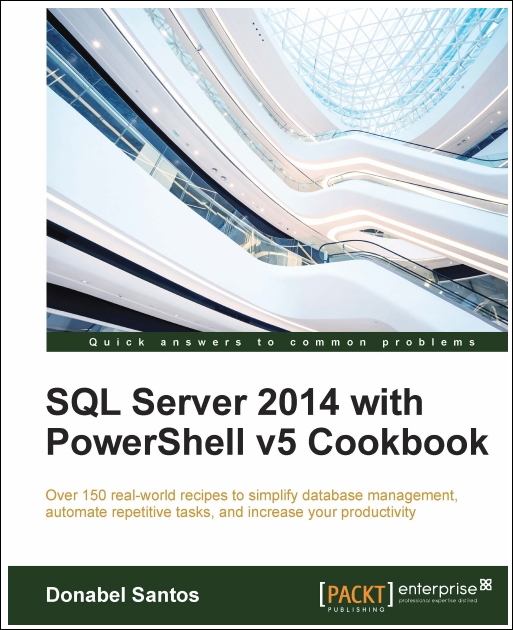 Quick answers to common problems
SQL Server 2014 with
PowerShell v5 Cookbook
Over 150 real-world recipes to simplify database management,
automate repetitive tasks, and increase your productivity
Donabel Santos
[PACKT] enterprise
PUBLISHING
professional expertise distilled